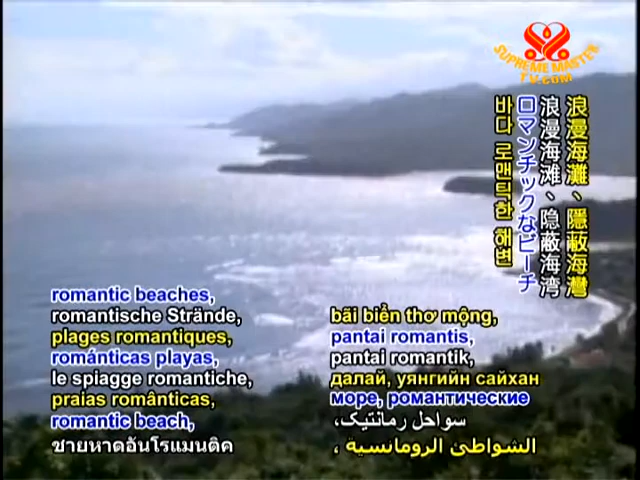 SUPREME MASTER
TV.COM
浪漫海灘、隱蔽海灣
浪漫海滩、隐蔽海湾
ロマンチックなビーチ
바다 로맨틱한 해변
romantic beaches,
romantische Strände,
plages romantiques,
románticas playas,
le spiagge romantiche,
praias românticas,
romantic beach,
ชายหาดอันโรแมนติค
bãi biển thơ mộng,
pantai romantis,
pantai romantik,
далай, уянгийн сайхан
море, романтические
سواحل رمانتیک،
الشواطئ الرومانسية ،